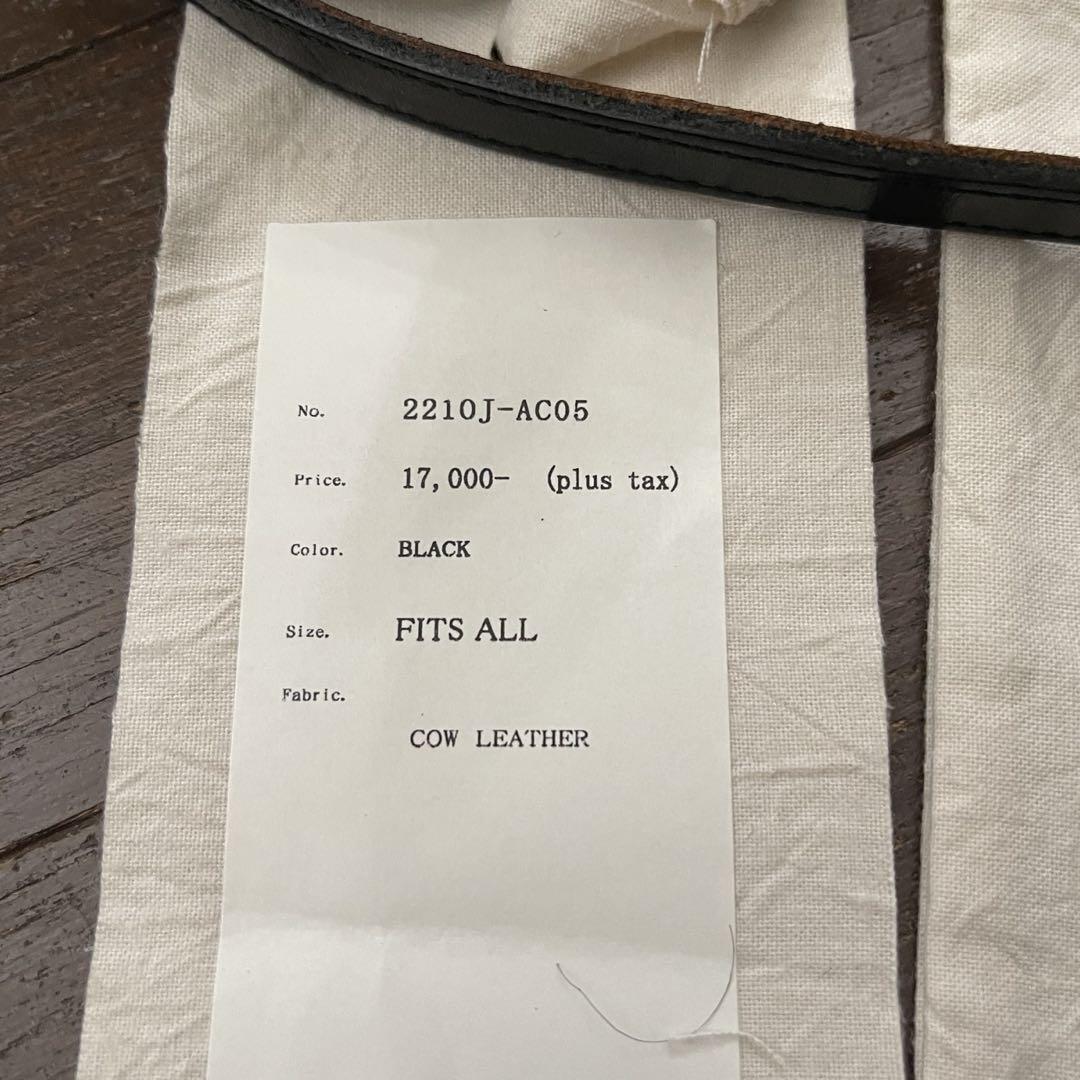 No. 2210J-AC05
Price. 17,000- (plus tax)
Color. BLACK
Size. FITS ALL
Fabric.
COW LEATHER